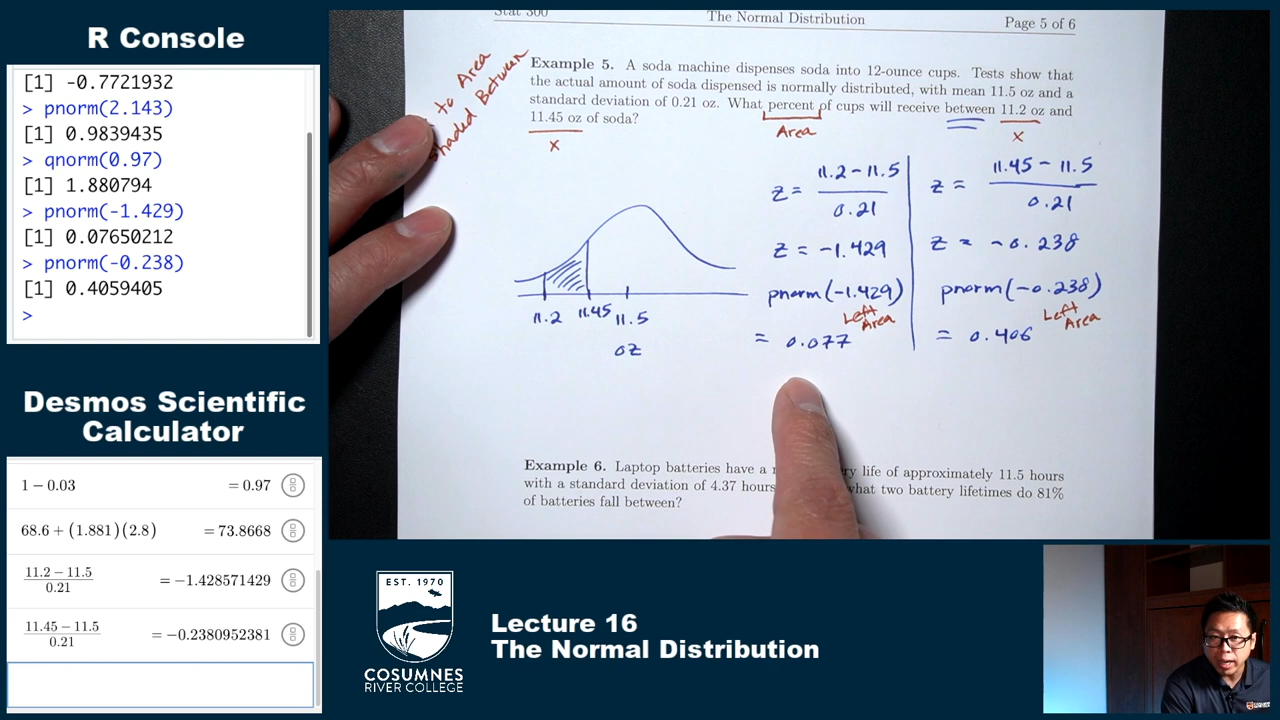 R Console
[1] -0.7721932
> pnorm(2.143)
[1] 0.9839435
> qnorm(0.97)
[1] 1.880794
> pnorm(-1.429)
[1] 0.07650212
> pnorm(-0.238)
[1] 0.4059405
>
Desmos Scientific
Calculator
1 − 0.03 = 0.97
68.6 + (1.881)(2.8) = 73.8668
11.2 − 11.5
0.21
= −1.428571429
11.45 − 11.5
0.21
= −0.2380952381
Stat 300 The Normal Distribution Page 5 of 6
to Area
shaded Between
Example 5. A soda machine dispenses soda into 12-ounce cups. Tests show that
the actual amount of soda dispensed is normally distributed, with mean 11.5 oz and a
standard deviation of 0.21 oz. What percent of cups will receive between 11.2 oz and
11.45 oz of soda?
x
Area
x
11.2 11.45 11.5
oz
z = 11.2 − 11.5
0.21
z = −1.429
pnorm(−1.429)
Left
Area
= 0.077
z = 11.45 − 11.5
0.21
z = −0.238
pnorm(−0.238)
Left
Area
= 0.406
Example 6. Laptop batteries have a life of approximately 11.5 hours
with a standard deviation of 4.37 hours what two battery lifetimes do 81%
of batteries fall between?
EST. 1970
COSUMNES
RIVER COLLEGE
Lecture 16
The Normal Distribution